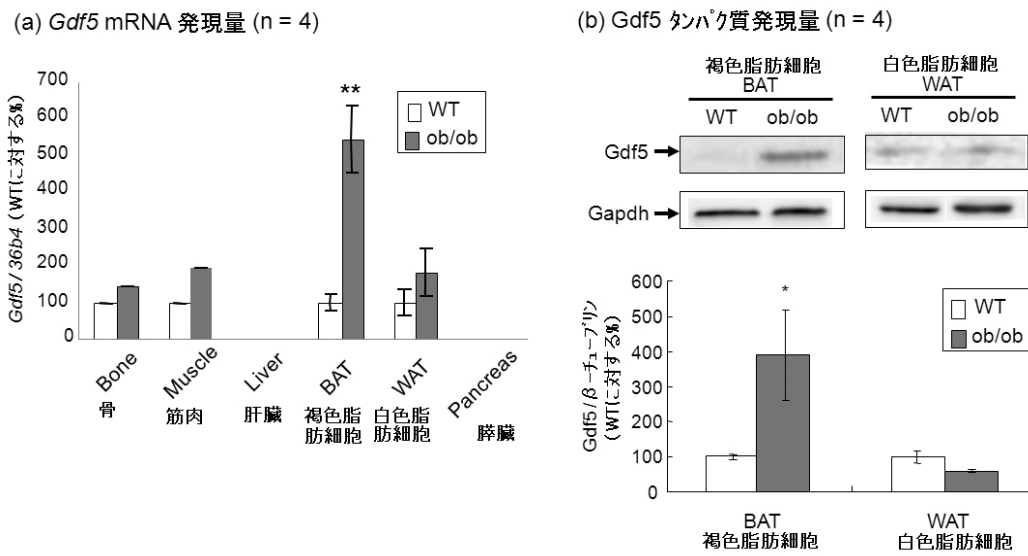 (a) Gdf5 mRNA 発現量 (n = 4)
Gdf5 / 36b4 (WTに対する%)
700
600
500
400
300
200
100
0
**
WT
ob/ob
Bone
骨
Muscle
筋肉
Liver
肝臓
BAT
褐色脂
肪細胞
WAT
白色脂
肪細胞
Pancreas
膵臓
(b) Gdf5 タンパク質発現量 (n = 4)
褐色脂肪細胞
BAT
WT ob/ob
白色脂肪細胞
WAT
WT ob/ob
Gdf5
Gapdh
Gdf5/β-チューブリン
(WTに対する%)
600
500
400
300
200
100
0
*
WT
ob/ob
BAT
褐色脂肪細胞
WAT
白色脂肪細胞